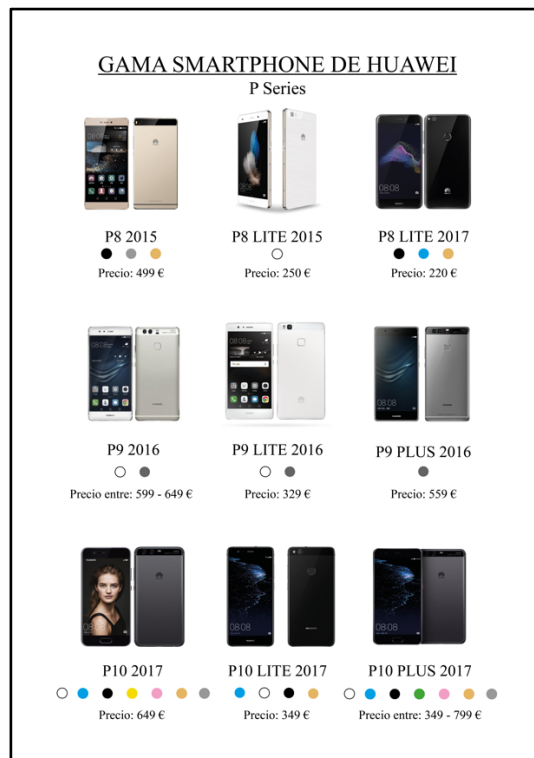 GAMA SMARTPHONE DE HUAWEI
P Series
P8 2015
P8 LITE 2015
P8 LITE 2017
Precio: 499 €
Precio: 250 €
Precio: 220 €
P9 2016
P9 LITE 2016
P9 PLUS 2016
Precio entre: 599 - 649 €
Precio: 329 €
Precio: 559 €
P10 2017
P10 LITE 2017
P10 PLUS 2017
Precio: 649 €
Precio: 349 €
Precio entre: 349 - 799 €